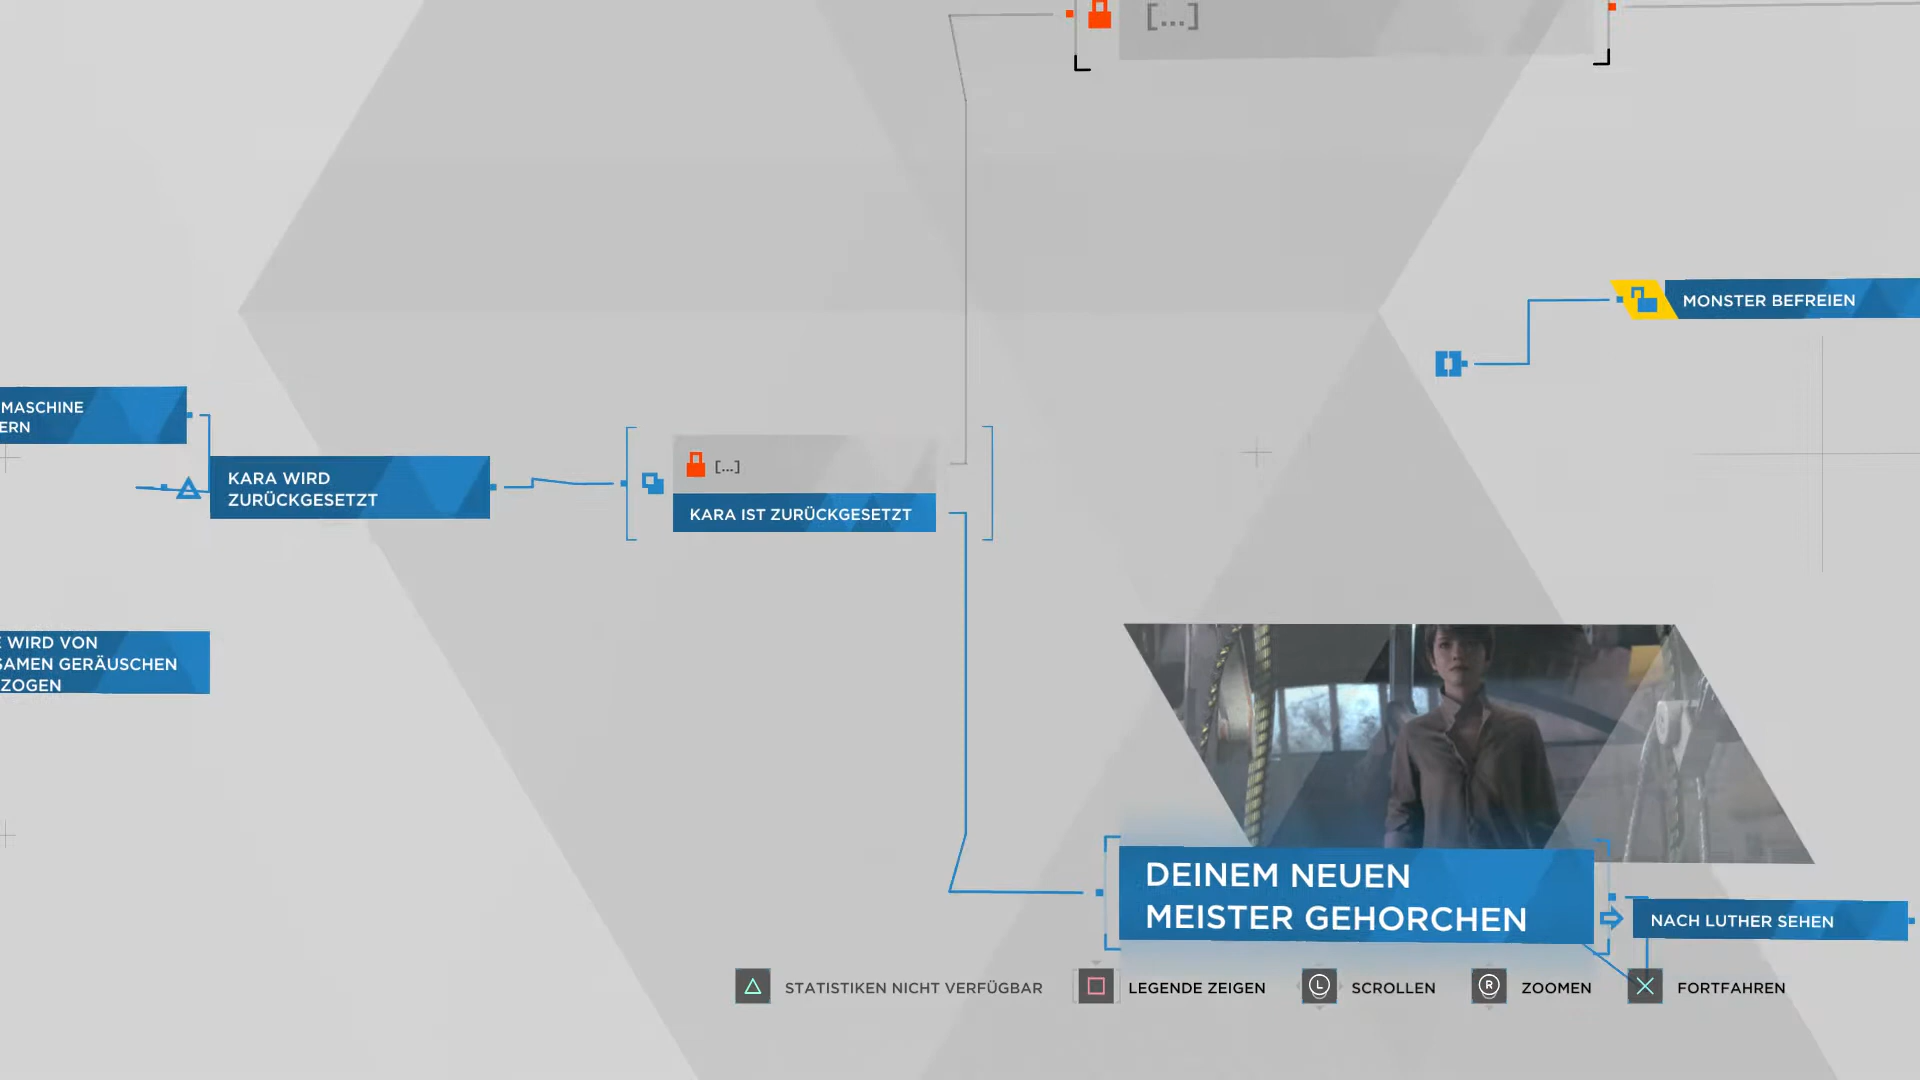 [...]
MONSTER BEFREIEN
MASCHINE
ERN
KARA WIRD
ZURÜCKGESETZT
[...]
KARA IST ZURÜCKGESETZT
WIRD VON
SAMEN GERÄUSCHEN
ZOGEN
DEINEM NEUEN
MEISTER GEHORCHEN
NACH LUTHER SEHEN
STATISTIKEN NICHT VERFÜGBAR
LEGENDE ZEIGEN
L
SCROLLEN
R
ZOOMEN
FORTFAHREN